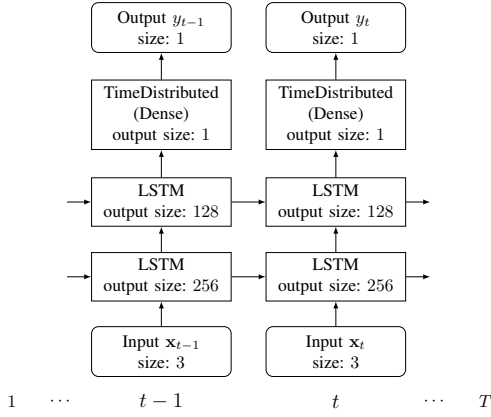 Output y_{t−1}
size: 1
Output y_t
size: 1
TimeDistributed
(Dense)
output size: 1
TimeDistributed
(Dense)
output size: 1
LSTM
output size: 128
LSTM
output size: 128
LSTM
output size: 256
LSTM
output size: 256
Input x_{t−1}
size: 3
Input x_t
size: 3
1 ⋯ t − 1 t ⋯ T